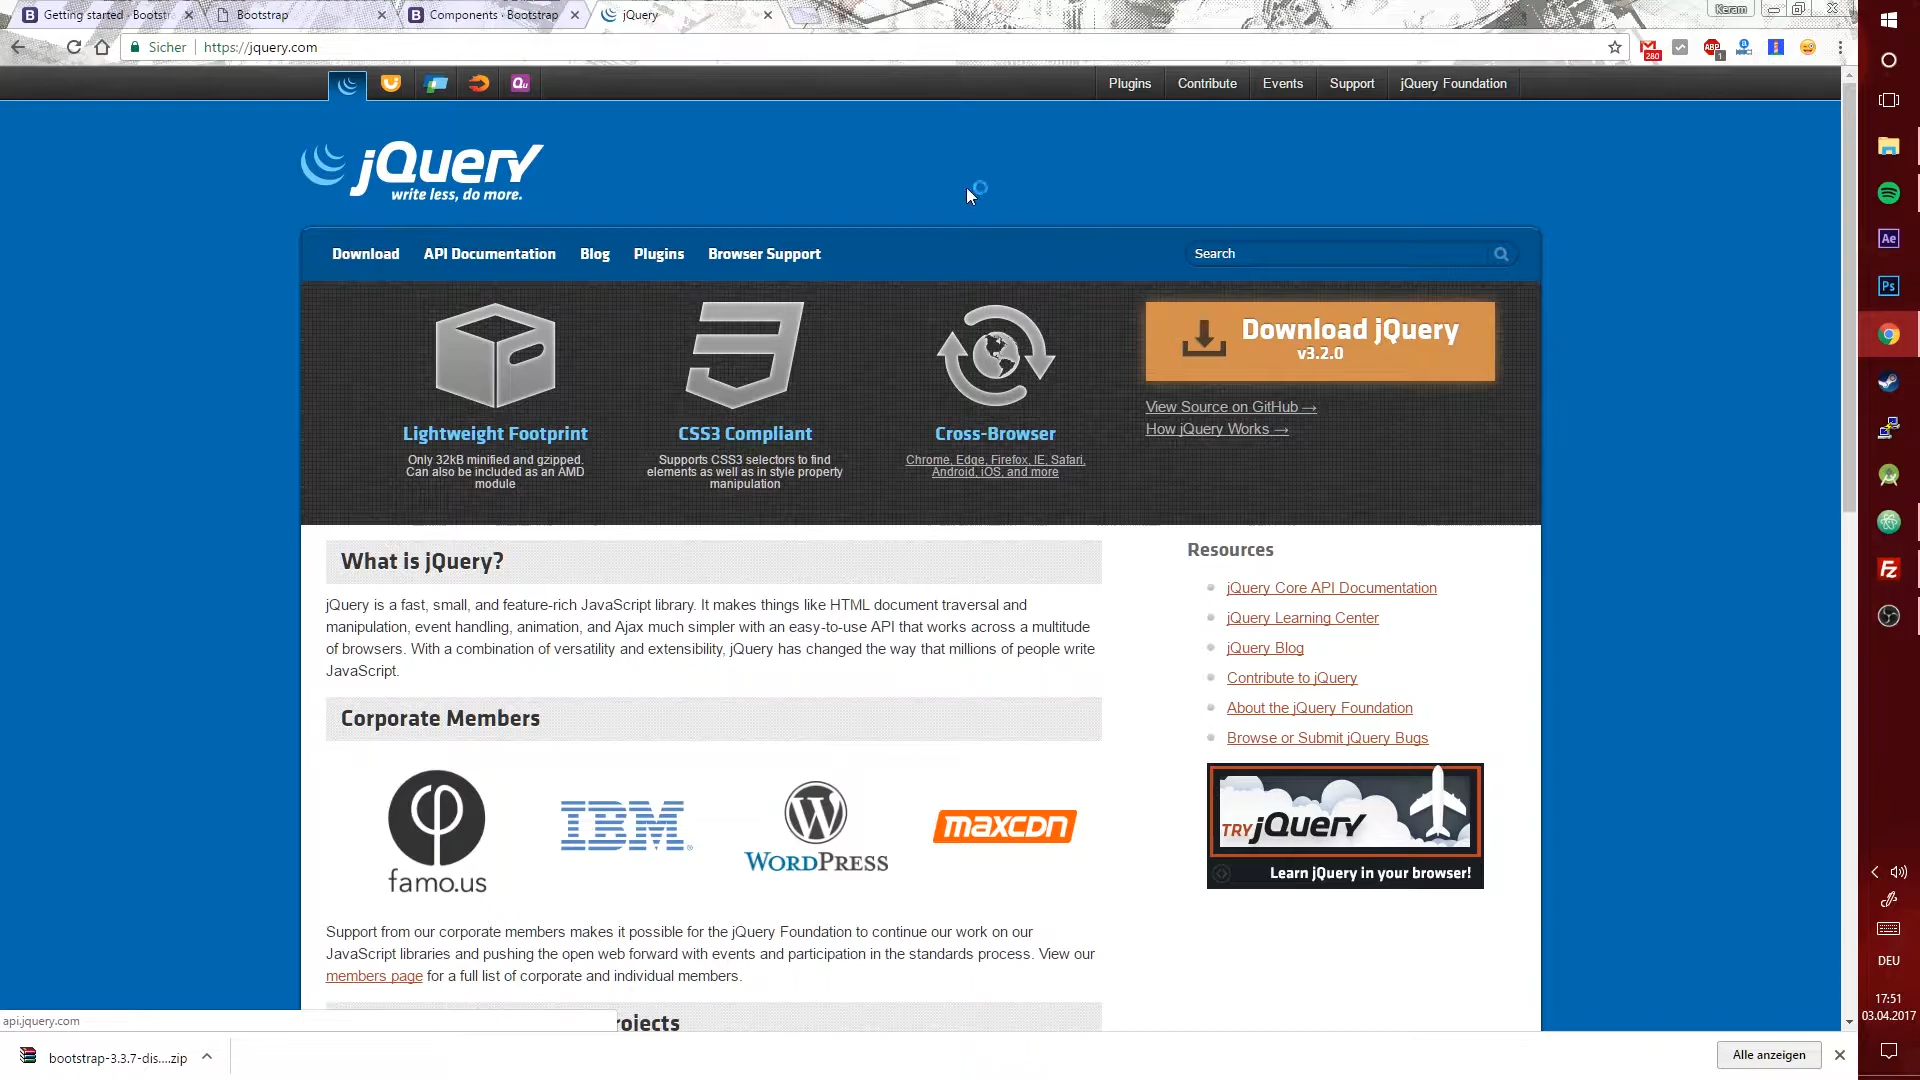 Getting started · Bootst
Bootstrap
Components · Bootstrap
jQuery
Keram
Sicher
https://jquery.com
280
ABP
1
Qu
Plugins
Contribute
Events
Support
jQuery Foundation
jQuery
write less, do more.
Download
API Documentation
Blog
Plugins
Browser Support
Search
Lightweight Footprint
Only 32kB minified and gzipped.
Can also be included as an AMD
module
CSS3 Compliant
Supports CSS3 selectors to find
elements as well as in style property
manipulation
Cross-Browser
Chrome, Edge, Firefox, IE, Safari,
Android, iOS, and more
Download jQuery
v3.2.0
View Source on GitHub →
How jQuery Works →
What is jQuery?
jQuery is a fast, small, and feature-rich JavaScript library. It makes things like HTML document traversal and
manipulation, event handling, animation, and Ajax much simpler with an easy-to-use API that works across a multitude
of browsers. With a combination of versatility and extensibility, jQuery has changed the way that millions of people write
JavaScript.
Corporate Members
famo.us
IBM®
WORDPRESS
maxcdn
Support from our corporate members makes it possible for the jQuery Foundation to continue our work on our
JavaScript libraries and pushing the open web forward with events and participation in the standards process. View our
members page for a full list of corporate and individual members.
rojects
Resources
jQuery Core API Documentation
jQuery Learning Center
jQuery Blog
Contribute to jQuery
About the jQuery Foundation
Browse or Submit jQuery Bugs
TRY jQuery
Learn jQuery in your browser!
api.jquery.com
bootstrap-3.3.7-dis....zip
Alle anzeigen
Ae
Ps
Fz
DEU
17:51
03.04.2017